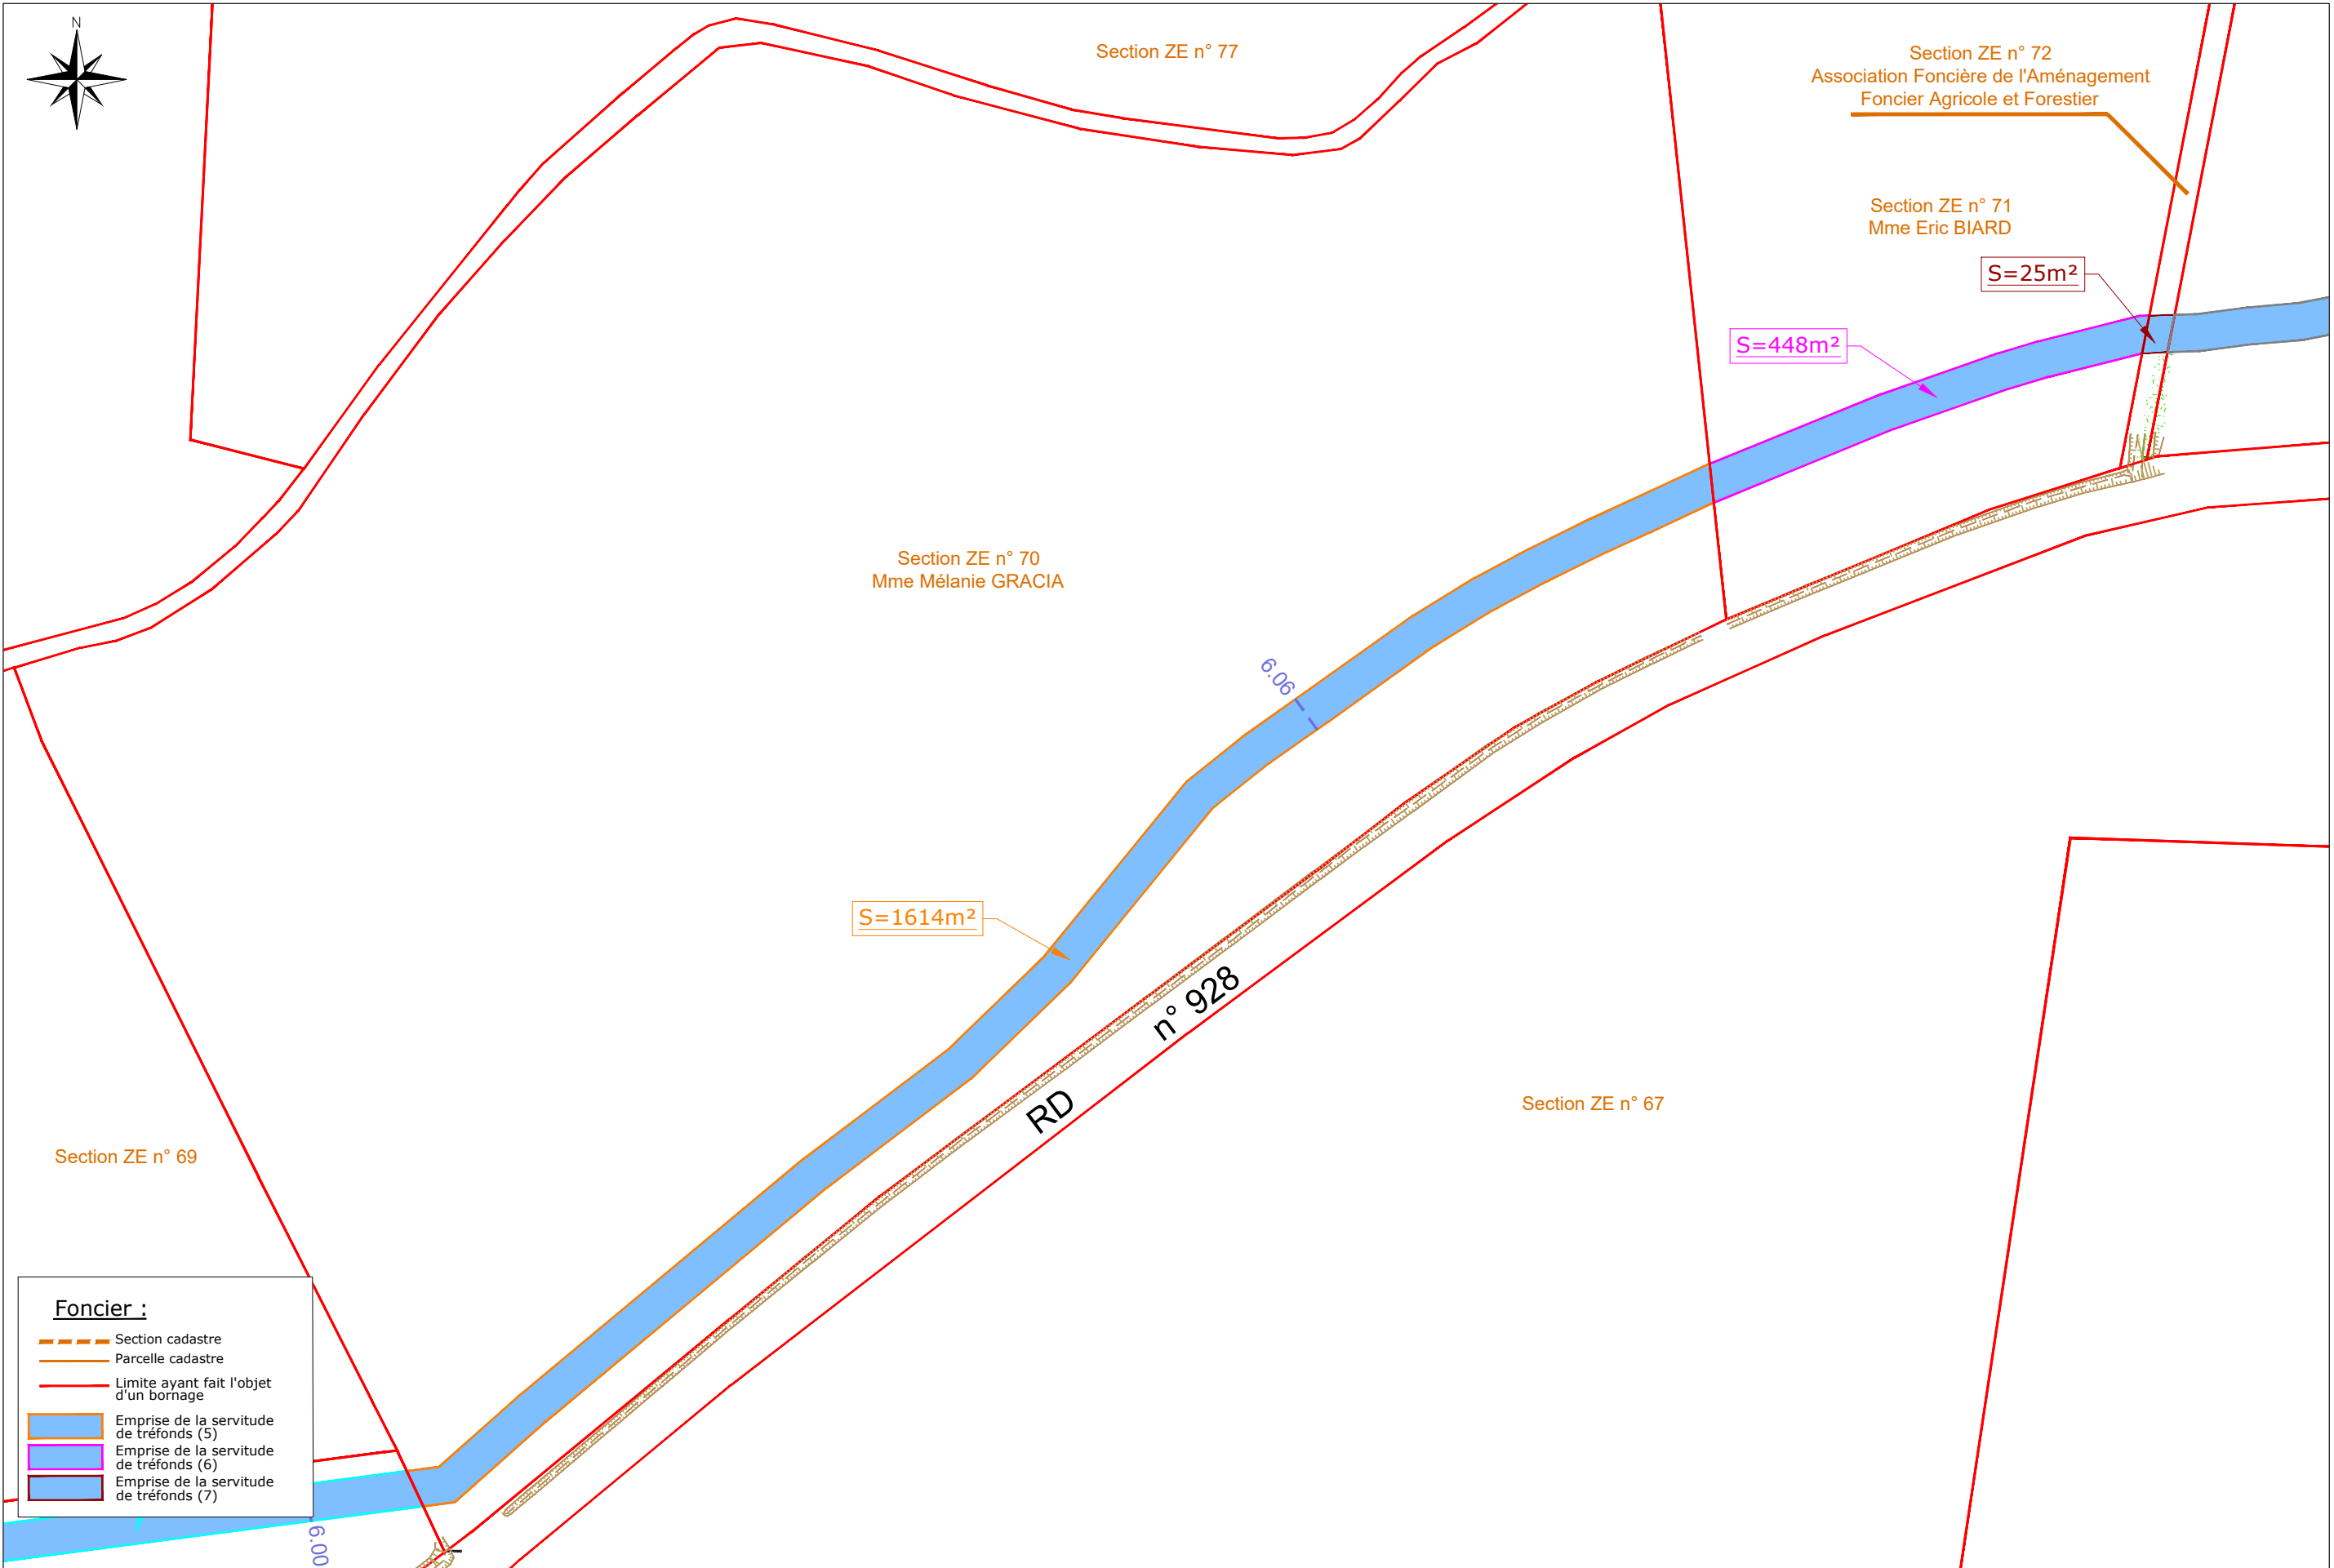 N
Section ZE n° 77
Section ZE n° 72
Association Foncière de l'Aménagement
Foncier Agricole et Forestier
Section ZE n° 71
Mme Eric BIARD
S=25m²
S=448m²
Section ZE n° 70
Mme Mélanie GRACIA
6.06
S=1614m²
RD n° 928
Section ZE n° 67
Section ZE n° 69
Foncier :
Section cadastre
Parcelle cadastre
Limite ayant fait l'objet
d'un bornage
Emprise de la servitude
de tréfonds (5)
Emprise de la servitude
de tréfonds (6)
Emprise de la servitude
de tréfonds (7)
6.00